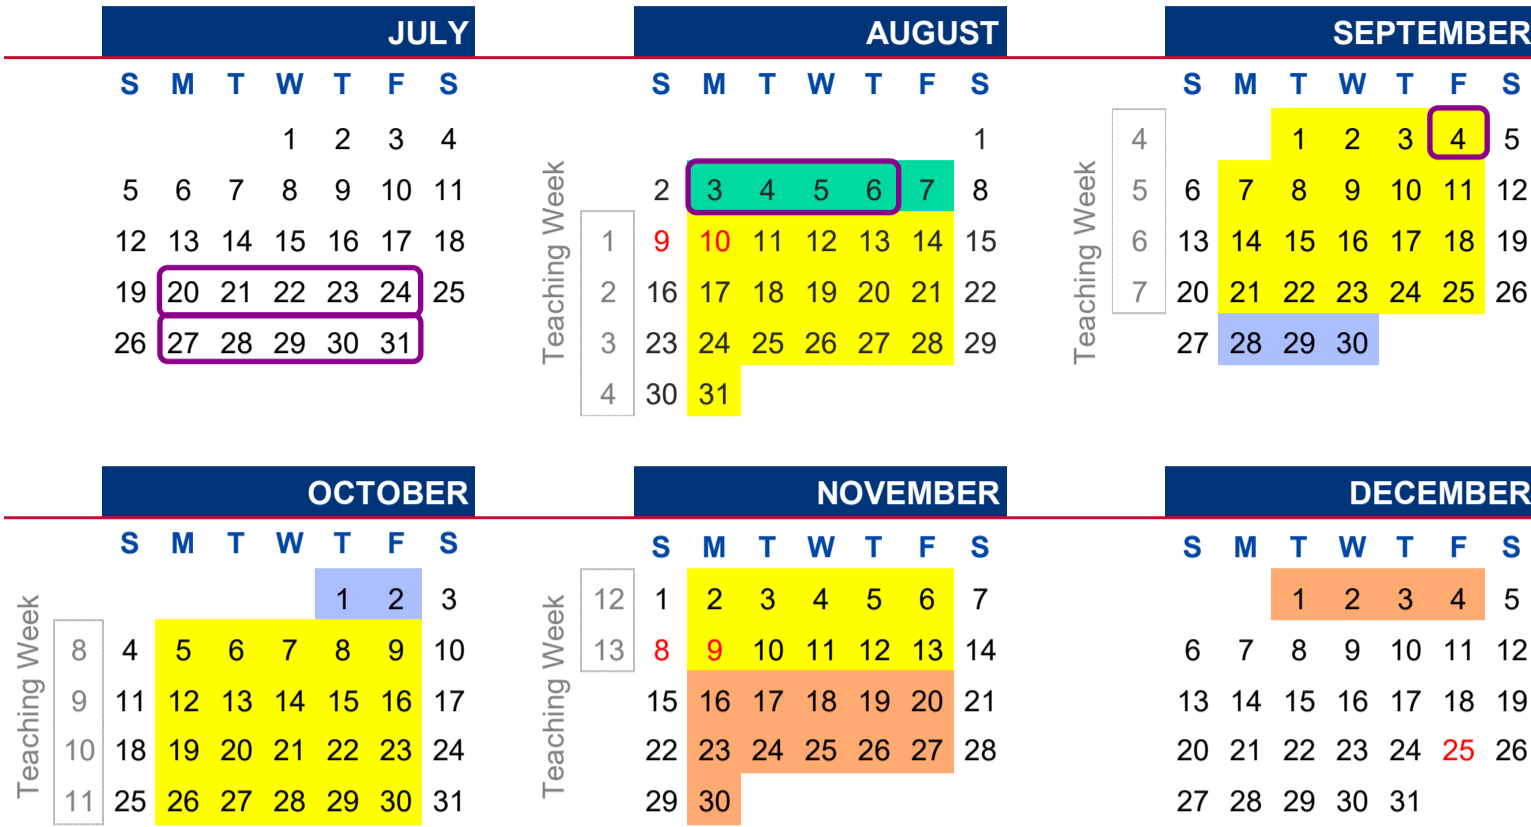 JULY AUGUST SEPTEMBER
S M T W T F S S M T W T F S S M T W T F S
1 2 3 4 1 4 1 2 3 4 5
5 6 7 8 9 10 11 2 3 4 5 6 7 8 5 6 7 8 9 10 11 12
12 13 14 15 16 17 18 1 9 10 11 12 13 14 15 6 13 14 15 16 17 18 19
19 20 21 22 23 24 25 2 16 17 18 19 20 21 22 7 20 21 22 23 24 25 26
26 27 28 29 30 31 3 23 24 25 26 27 28 29 27 28 29 30
4 30 31
Teaching Week
Teaching Week
OCTOBER NOVEMBER DECEMBER
S M T W T F S S M T W T F S S M T W T F S
1 2 3 12 1 2 3 4 5 6 7 1 2 3 4 5
8 4 5 6 7 8 9 10 13 8 9 10 11 12 13 14 6 7 8 9 10 11 12
9 11 12 13 14 15 16 17 15 16 17 18 19 20 21 13 14 15 16 17 18 19
10 18 19 20 21 22 23 24 22 23 24 25 26 27 28 20 21 22 23 24 25 26
11 25 26 27 28 29 30 31 29 30 27 28 29 30 31
Teaching Week
Teaching Week